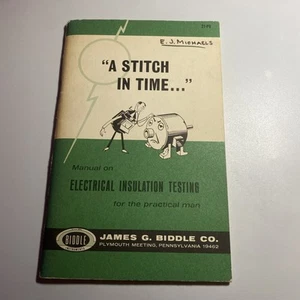 E.J. MICHAELS
"A STITCH
IN TIME..."
Manual on
ELECTRICAL INSULATION TESTING
for the practical man
BIDDLE
JAMES G. BIDDLE CO.
PLYMOUTH MEETING, PENNSYLVANIA 19462